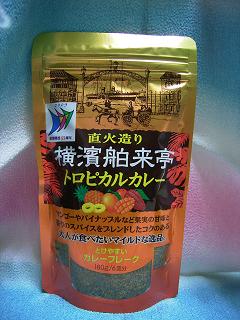 直火造り
横濱舶来亭
トロピカルカレー
マンゴーやパイナップルなど果実の甘味と
のスパイスをブレンドしたコクのある
大人が食べたいマイルドな逸品。
とけやすい
カレーフレーク
180g/6皿分